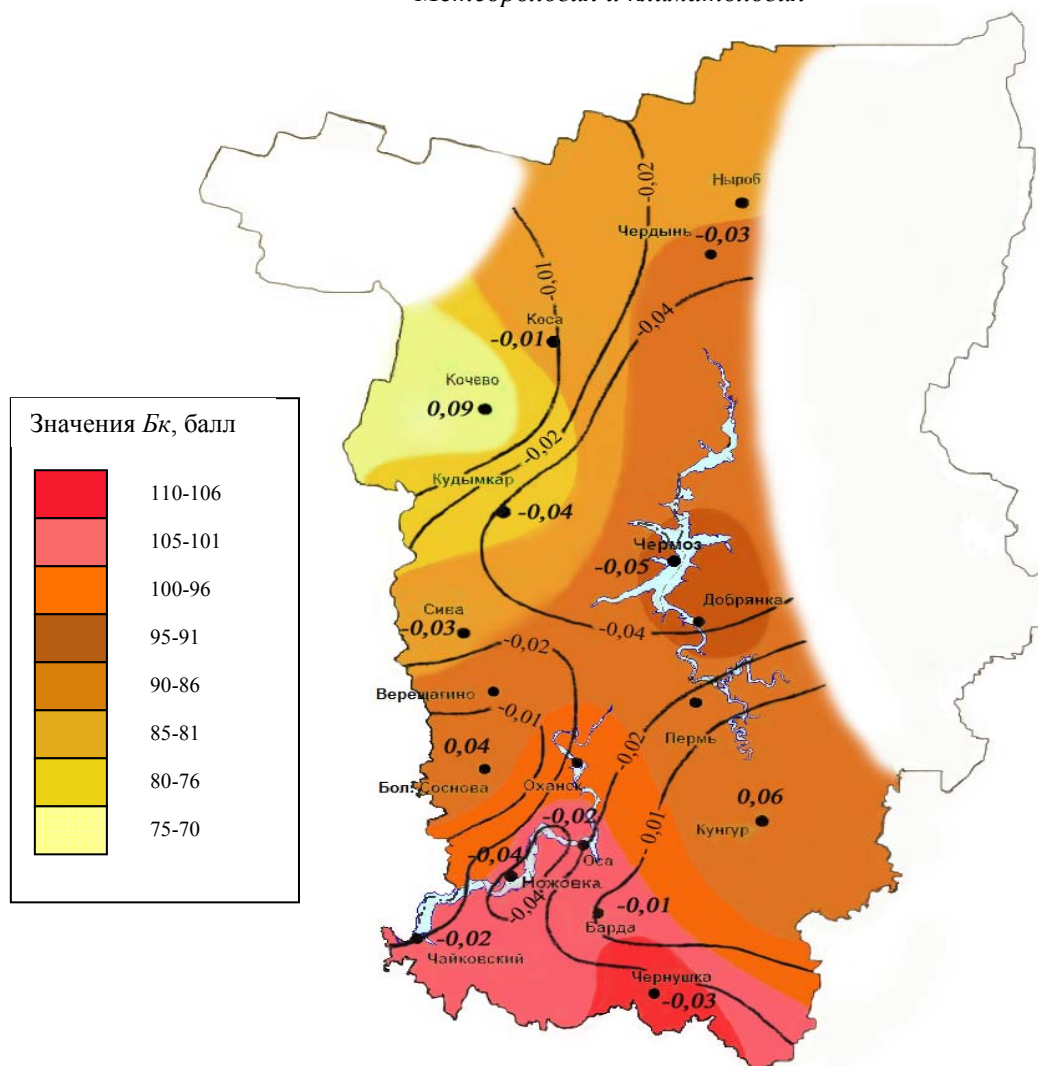 Метеорология и климатология
Значения Бк, балл
110-106
105-101
100-96
95-91
90-86
85-81
80-76
75-70
-0,02
Ныроб
Чердынь
-0,03
-0,01
-0,04
Коса
-0,01
Кочево
0,09
-0,02
Кудымкар
-0,04
Чермоз
-0,05
Добрянка
Сива
-0,03
-0,04
-0,02
Верещагино
-0,01
Пермь
-0,02
0,04
Бол. Соснова
Оханск
0,06
Кунгур
-0,01
-0,02
Оса
-0,04
Ножовка
-0,04
-0,01
Барда
-0,02
Чайковский
Чернушка
-0,03